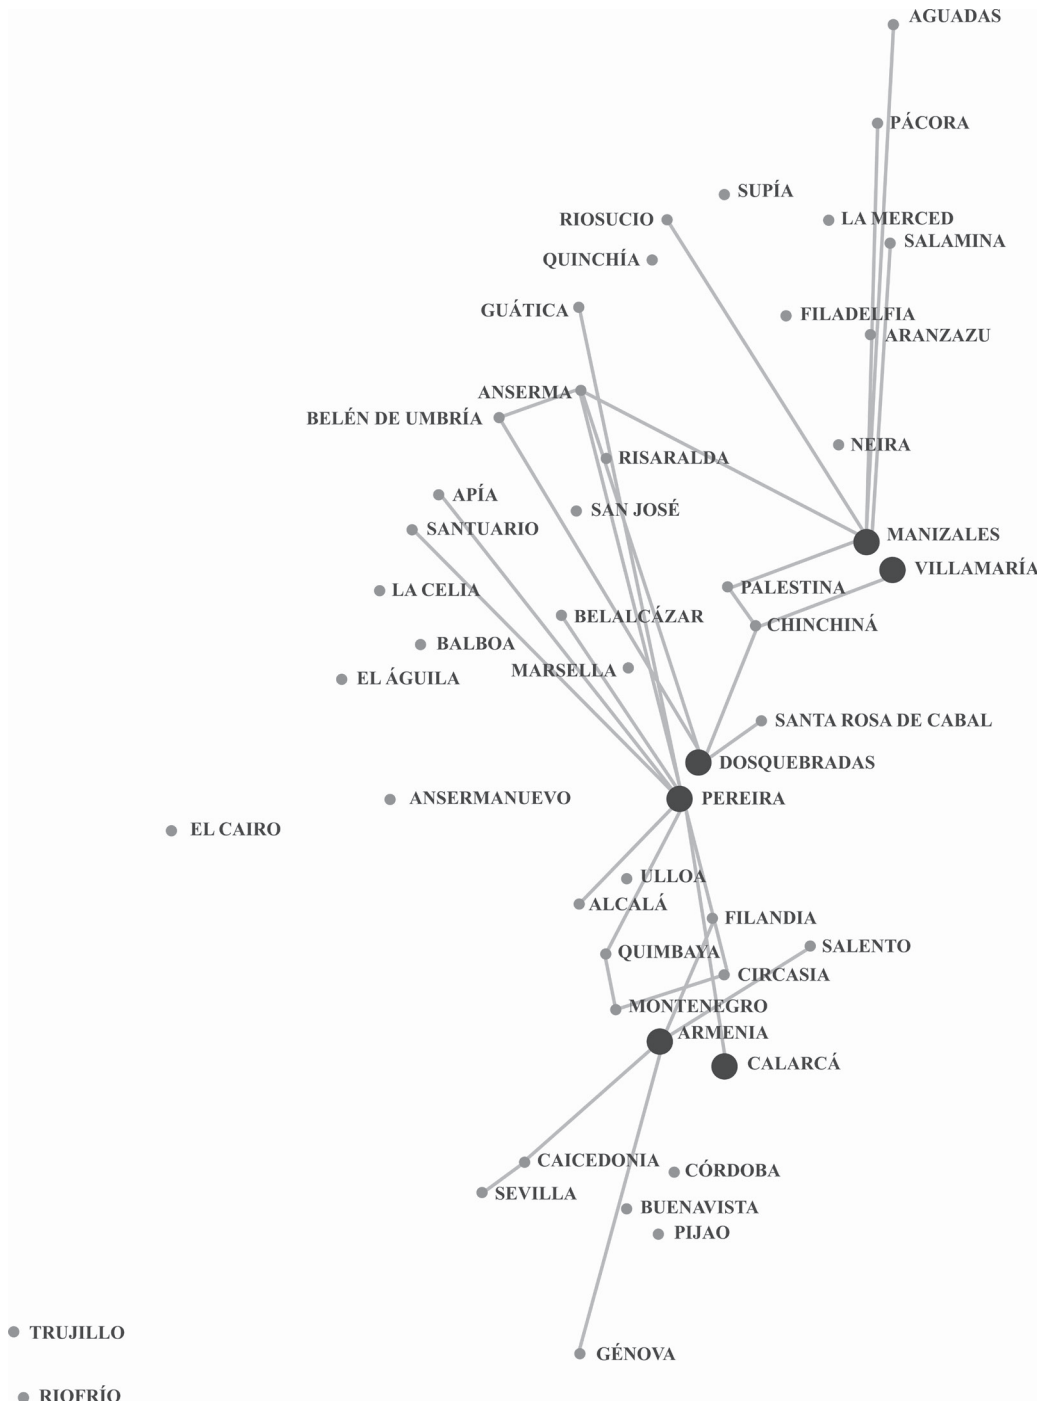 AGUADAS
PÁCORA
SUPÍA
RIOSUCIO
LA MERCED
SALAMINA
QUINCHÍA
GUÁTICA
FILADELFIA
ARANZAZU
ANSERMA
BELÉN DE UMBRÍA
NEIRA
RISARALDA
APÍA
SAN JOSÉ
SANTUARIO
MANIZALES
VILLAMARÍA
PALESTINA
LA CELIA
BELALCÁZAR
CHINCHINÁ
BALBOA
MARSELLA
EL ÁGUILA
SANTA ROSA DE CABAL
DOSQUEBRADAS
ANSERMANUEVO
PEREIRA
EL CAIRO
ULLOA
ALCALÁ
FILANDIA
SALENTO
QUIMBAYA
CIRCASIA
MONTENEGRO
ARMENIA
CALARCÁ
CAICEDONIA
CÓRDOBA
SEVILLA
BUENAVISTA
PIJAO
TRUJILLO
GÉNOVA
RIOFRÍO